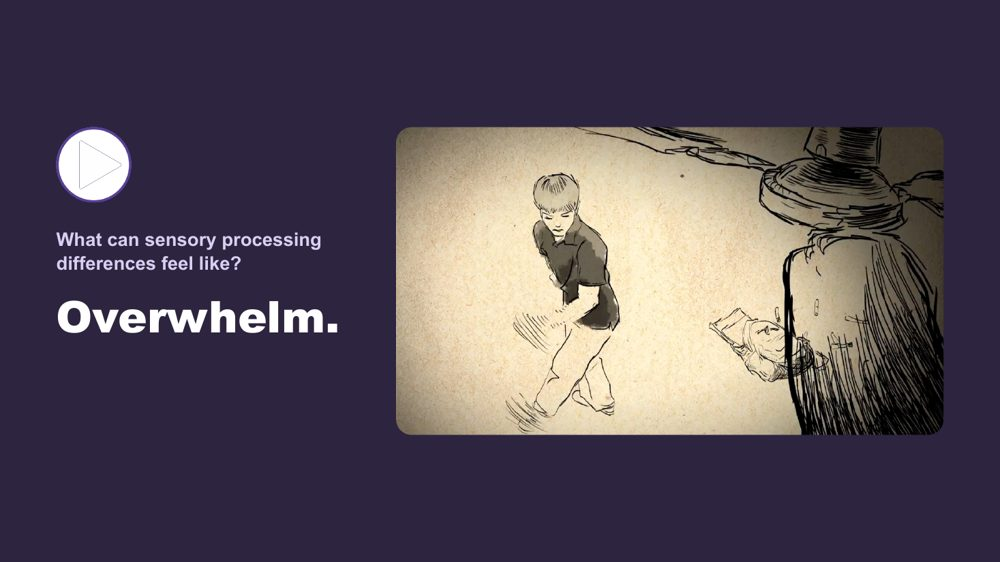 What can sensory processing
differences feel like?
Overwhelm.